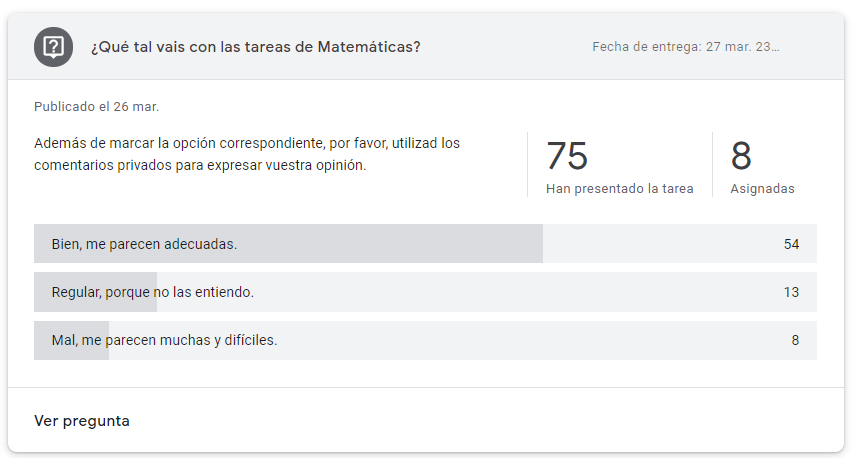 ¿Qué tal vais con las tareas de Matemáticas?
Fecha de entrega: 27 mar. 23…
Publicado el 26 mar.
Además de marcar la opción correspondiente, por favor, utilizad los
comentarios privados para expresar vuestra opinión.
75
Han presentado la tarea
8
Asignadas
Bien, me parecen adecuadas. 54
Regular, porque no las entiendo. 13
Mal, me parecen muchas y difíciles. 8
Ver pregunta